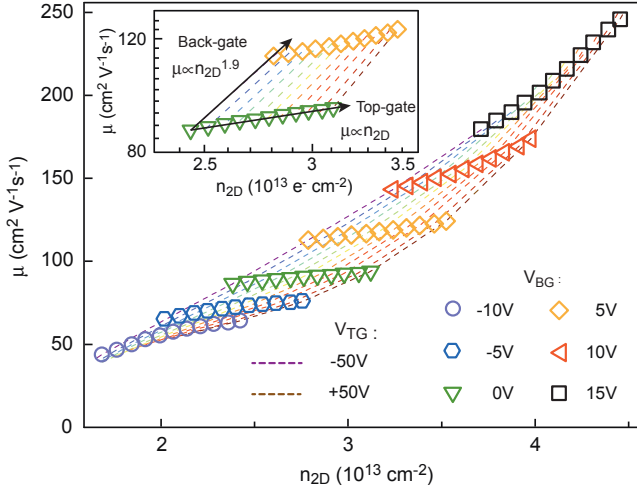 250
200
150
100
50
0
μ (cm² V⁻¹s⁻¹)
2
3
4
n₂D (10¹³ cm⁻²)
120
80
μ (cm² V⁻¹s⁻¹)
Back-gate
μ∝n₂D¹·⁹
Top-gate
μ∝n₂D
2.5
3
3.5
n₂D (10¹³ e⁻ cm⁻²)
V_TG :
-50V
+50V
V_BG :
-10V
5V
-5V
10V
0V
15V